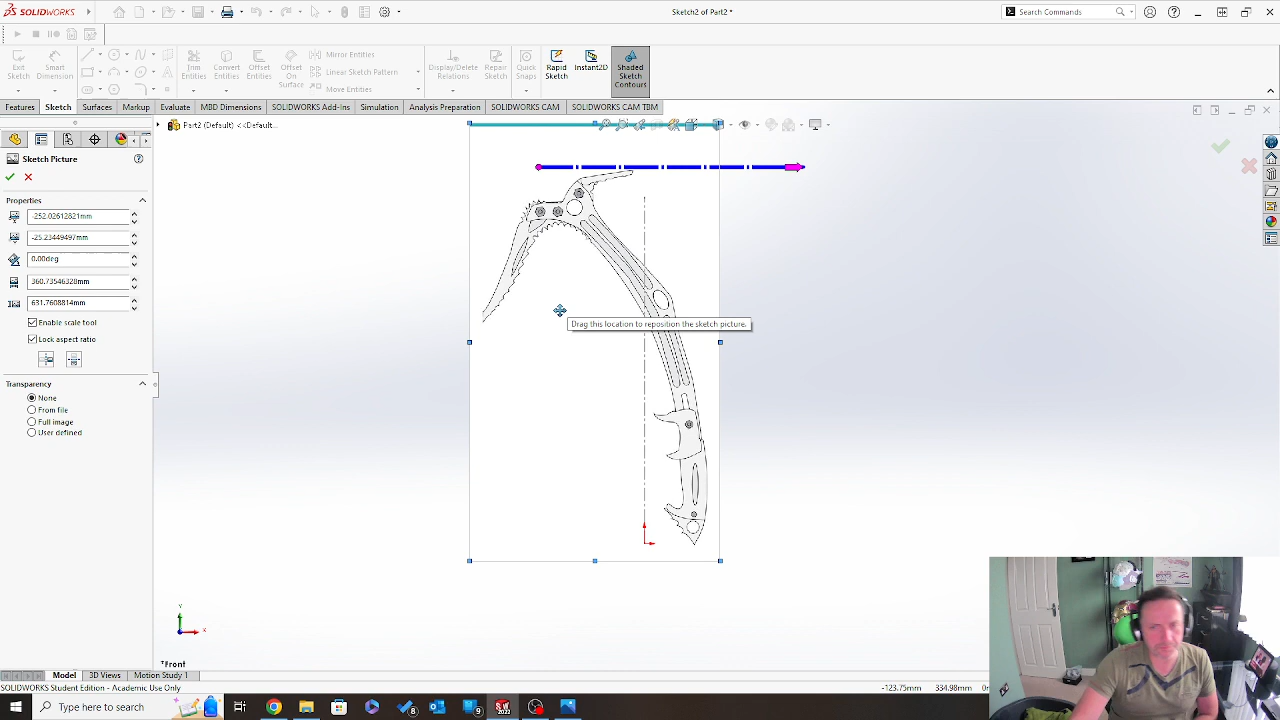 SOLIDWORKS
Sketch2 of Part2 *
Search Commands
Exit Sketch
Smart Dimension
Trim Entities
Convert Entities
Offset Entities
Offset On Surface
Mirror Entities
Linear Sketch Pattern
Move Entities
Display/Delete Relations
Repair Sketch
Quick Snaps
Rapid Sketch
Instant2D
Shaded Sketch Contours
Features
Sketch
Surfaces
Markup
Evaluate
MBD Dimensions
SOLIDWORKS Add-Ins
Simulation
Analysis Preparation
SOLIDWORKS CAM
SOLIDWORKS CAM TBM
Part2 (Default) <<Default...
Sketch Picture
Properties
-252.02612821mm
-25.23449497mm
0.00deg
360.73546328mm
631.7608814mm
Enable scale tool
Lock aspect ratio
Transparency
None
From file
Full image
User defined
Drag this location to reposition the sketch picture.
Y
X
*Front
Model
3D Views
Motion Study 1
SOLIDWORKS Student Edition - Academic Use Only
-123.75mm
334.98mm
Type here to search